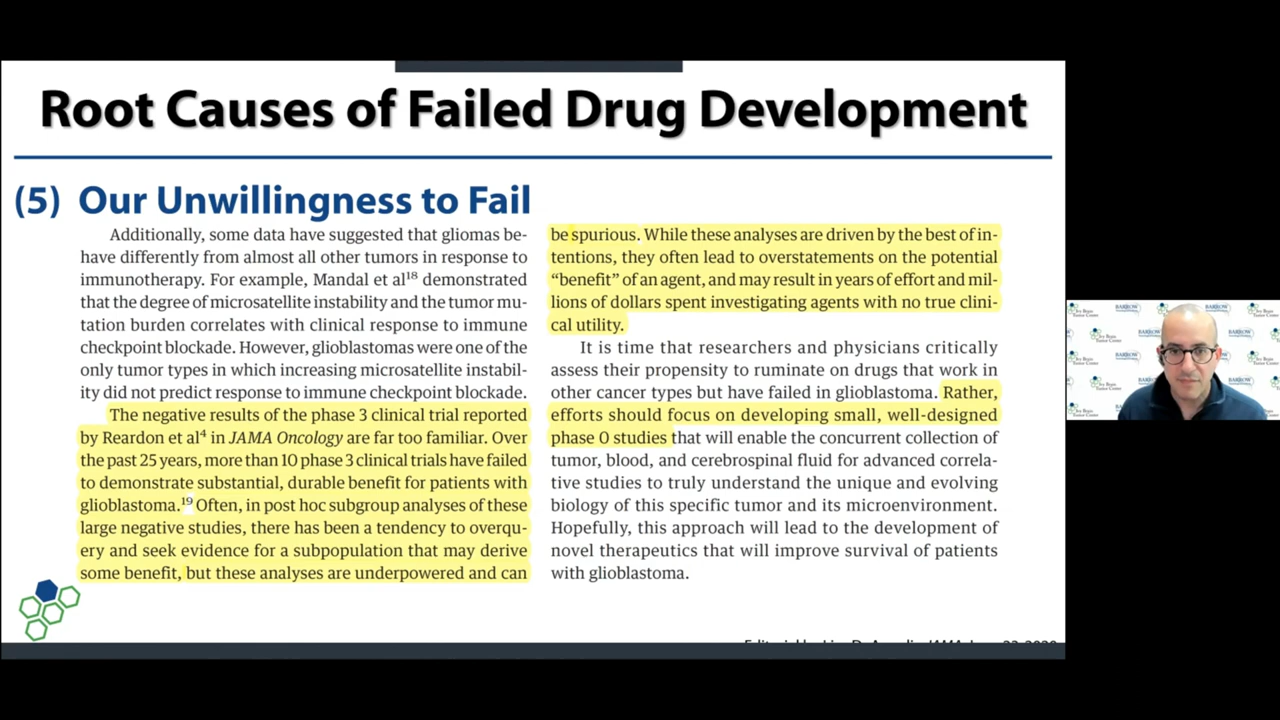 Root Causes of Failed Drug Development
(5) Our Unwillingness to Fail
Additionally, some data have suggested that gliomas be-
have differently from almost all other tumors in response to
immunotherapy. For example, Mandal et al18 demonstrated
that the degree of microsatellite instability and the tumor mu-
tation burden correlates with clinical response to immune
checkpoint blockade. However, glioblastomas were one of the
only tumor types in which increasing microsatellite instabil-
ity did not predict response to immune checkpoint blockade.
The negative results of the phase 3 clinical trial reported
by Reardon et al4 in JAMA Oncology are far too familiar. Over
the past 25 years, more than 10 phase 3 clinical trials have failed
to demonstrate substantial, durable benefit for patients with
glioblastoma.19 Often, in post hoc subgroup analyses of these
large negative studies, there has been a tendency to overqu-
ery and seek evidence for a subpopulation that may derive
some benefit, but these analyses are underpowered and can
be spurious. While these analyses are driven by the best of in-
tentions, they often lead to overstatements on the potential
“benefit” of an agent, and may result in years of effort and mil-
lions of dollars spent investigating agents with no true clini-
cal utility.
It is time that researchers and physicians critically
assess their propensity to ruminate on drugs that work in
other cancer types but have failed in glioblastoma. Rather,
efforts should focus on developing small, well-designed
phase 0 studies that will enable the concurrent collection of
tumor, blood, and cerebrospinal fluid for advanced correla-
tive studies to truly understand the unique and evolving
biology of this specific tumor and its microenvironment.
Hopefully, this approach will lead to the development of
novel therapeutics that will improve survival of patients
with glioblastoma.